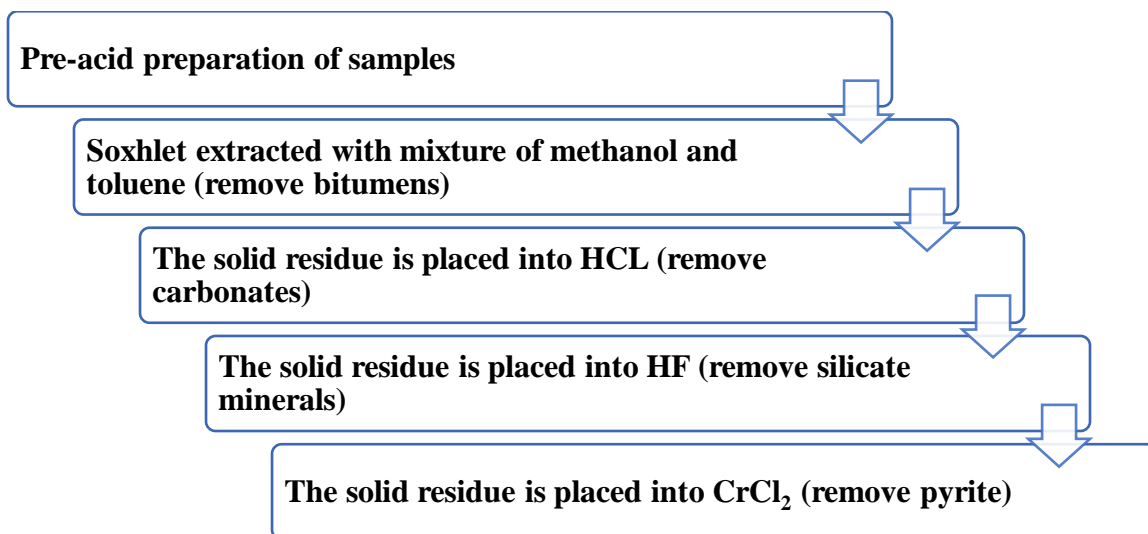 Pre-acid preparation of samples
Soxhlet extracted with mixture of methanol and
toluene (remove bitumens)
The solid residue is placed into HCL (remove
carbonates)
The solid residue is placed into HF (remove silicate
minerals)
The solid residue is placed into CrCl₂ (remove pyrite)